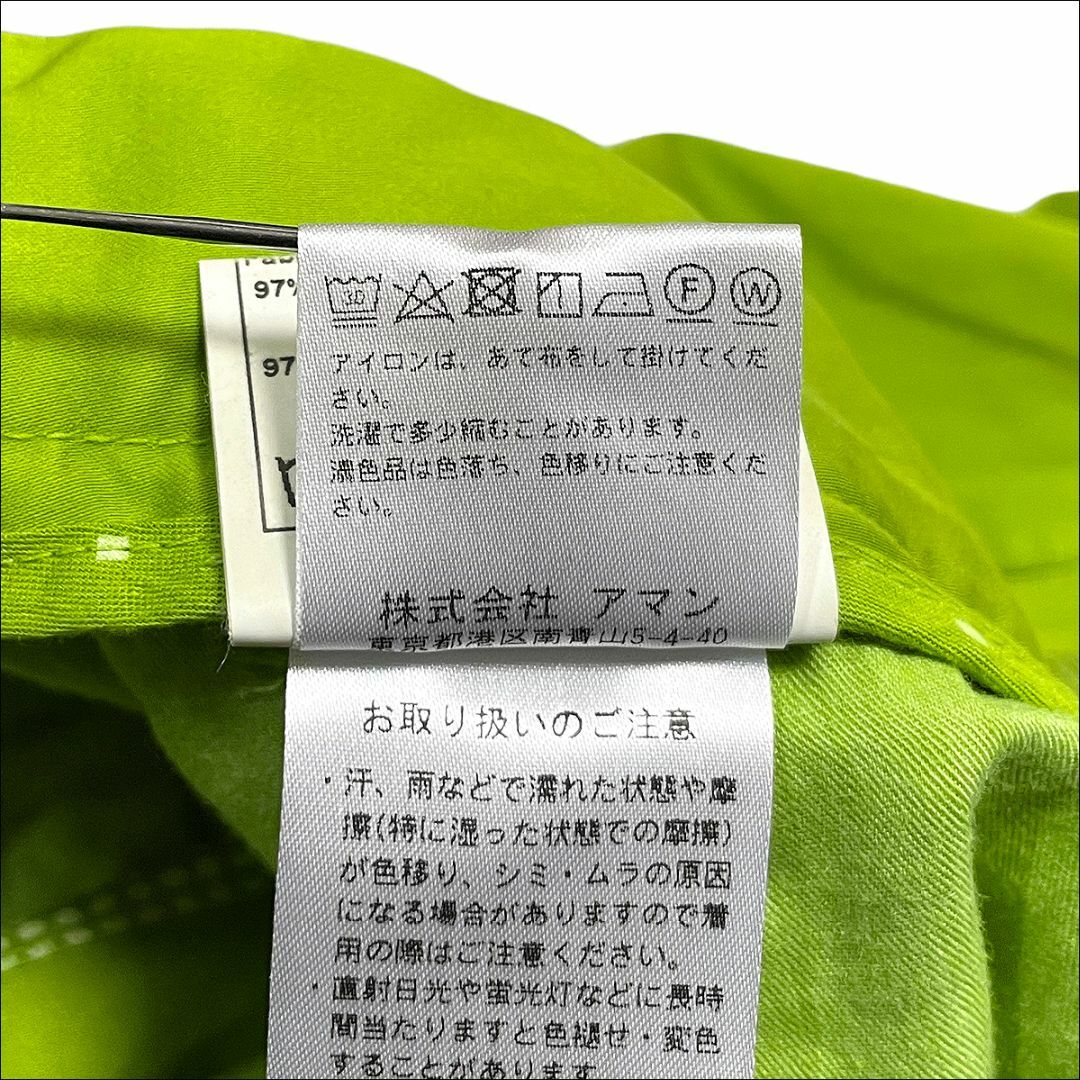 97%
97
30 F W
アイロンは、あて布をして掛けてくだ
さい。
洗濯で多少縮むことがあります。
濃色品は色落ち、色移りにご注意くだ
さい。
株式会社 アマン
東京都港区南青山5-4-40
お取り扱いのご注意
・汗、雨などで濡れた状態や摩
擦(特に湿った状態での摩擦)
が色移り、シミ・ムラの原因
になる場合がありますので着
用の際はご注意ください。
・直射日光や蛍光灯などに長時
間当たりますと色褪せ・変色
することがあります